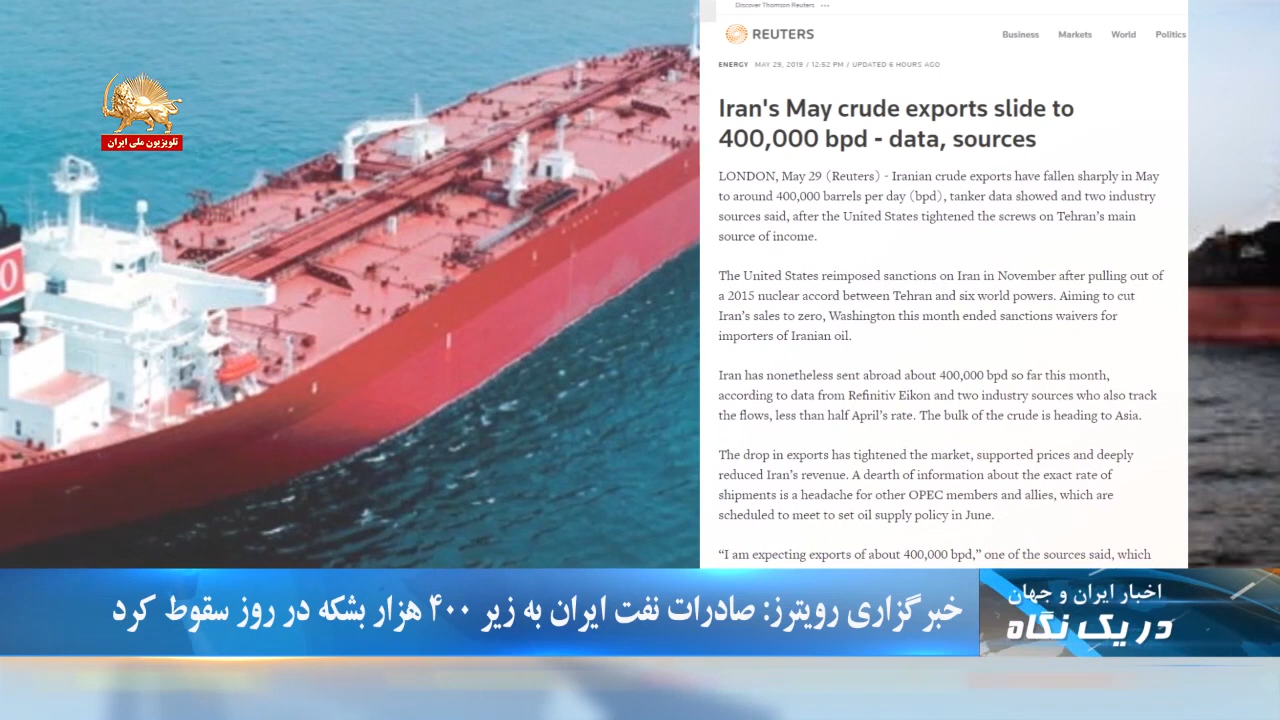 تلویزیون ملی ایران
Discover Thomson Reuters ...
REUTERS
Business Markets World Politics
ENERGY MAY 29, 2019 / 12:52 PM / UPDATED 6 HOURS AGO
Iran's May crude exports slide to
400,000 bpd - data, sources
LONDON, May 29 (Reuters) - Iranian crude exports have fallen sharply in May
to around 400,000 barrels per day (bpd), tanker data showed and two industry
sources said, after the United States tightened the screws on Tehran’s main
source of income.
The United States reimposed sanctions on Iran in November after pulling out of
a 2015 nuclear accord between Tehran and six world powers. Aiming to cut
Iran’s sales to zero, Washington this month ended sanctions waivers for
importers of Iranian oil.
Iran has nonetheless sent abroad about 400,000 bpd so far this month,
according to data from Refinitiv Eikon and two industry sources who also track
the flows, less than half April’s rate. The bulk of the crude is heading to Asia.
The drop in exports has tightened the market, supported prices and deeply
reduced Iran’s revenue. A dearth of information about the exact rate of
shipments is a headache for other OPEC members and allies, which are
scheduled to meet to set oil supply policy in June.
“I am expecting exports of about 400,000 bpd,” one of the sources said, which
اخبار ایران و جهان
در یک نگاه
خبرگزاری رویترز: صادرات نفت ایران به زیر ۴۰۰ هزار بشکه در روز سقوط کرد